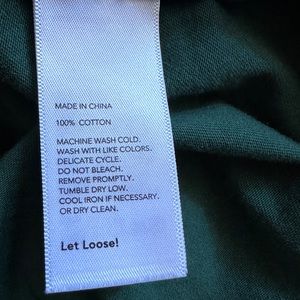 MADE IN CHINA
100% COTTON
MACHINE WASH COLD.
WASH WITH LIKE COLORS.
DELICATE CYCLE.
DO NOT BLEACH.
REMOVE PROMPTLY.
TUMBLE DRY LOW.
COOL IRON IF NECESSARY.
OR DRY CLEAN.
Let Loose!